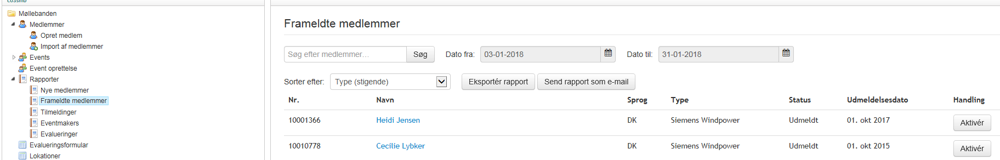 Møllebanden
Medlemmer
Opret medlem
Import af medlemmer
Events
Event oprettelse
Rapporter
Nye medlemmer
Frameldte medlemmer
Tilmeldinger
Eventmakers
Evalueringer
Evalueringsformular
Lokationer
Frameldte medlemmer
Søg efter medlemmer... Søg Dato fra: 03-01-2018 Dato til: 31-01-2018
Sorter efter: Type (stigende) Eksportér rapport Send rapport som e-mail
Nr. Navn Sprog Type Status Udmeldelsesdato Handling
10001366 Heidi Jensen DK Siemens Windpower Udmeldt 01. okt 2017 Aktivér
10010778 Cecilie Lybker DK Siemens Windpower Udmeldt 01. okt 2015 Aktivér